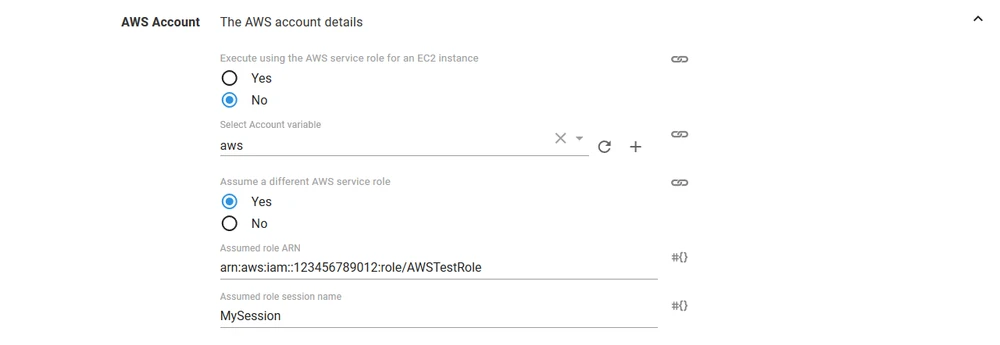 AWS Account The AWS account details
Execute using the AWS service role for an EC2 instance
Yes
No
Select Account variable
aws
Assume a different AWS service role
Yes
No
Assumed role ARN
#{}
arn:aws:iam::123456789012:role/AWSTestRole
Assumed role session name
#{}
MySession